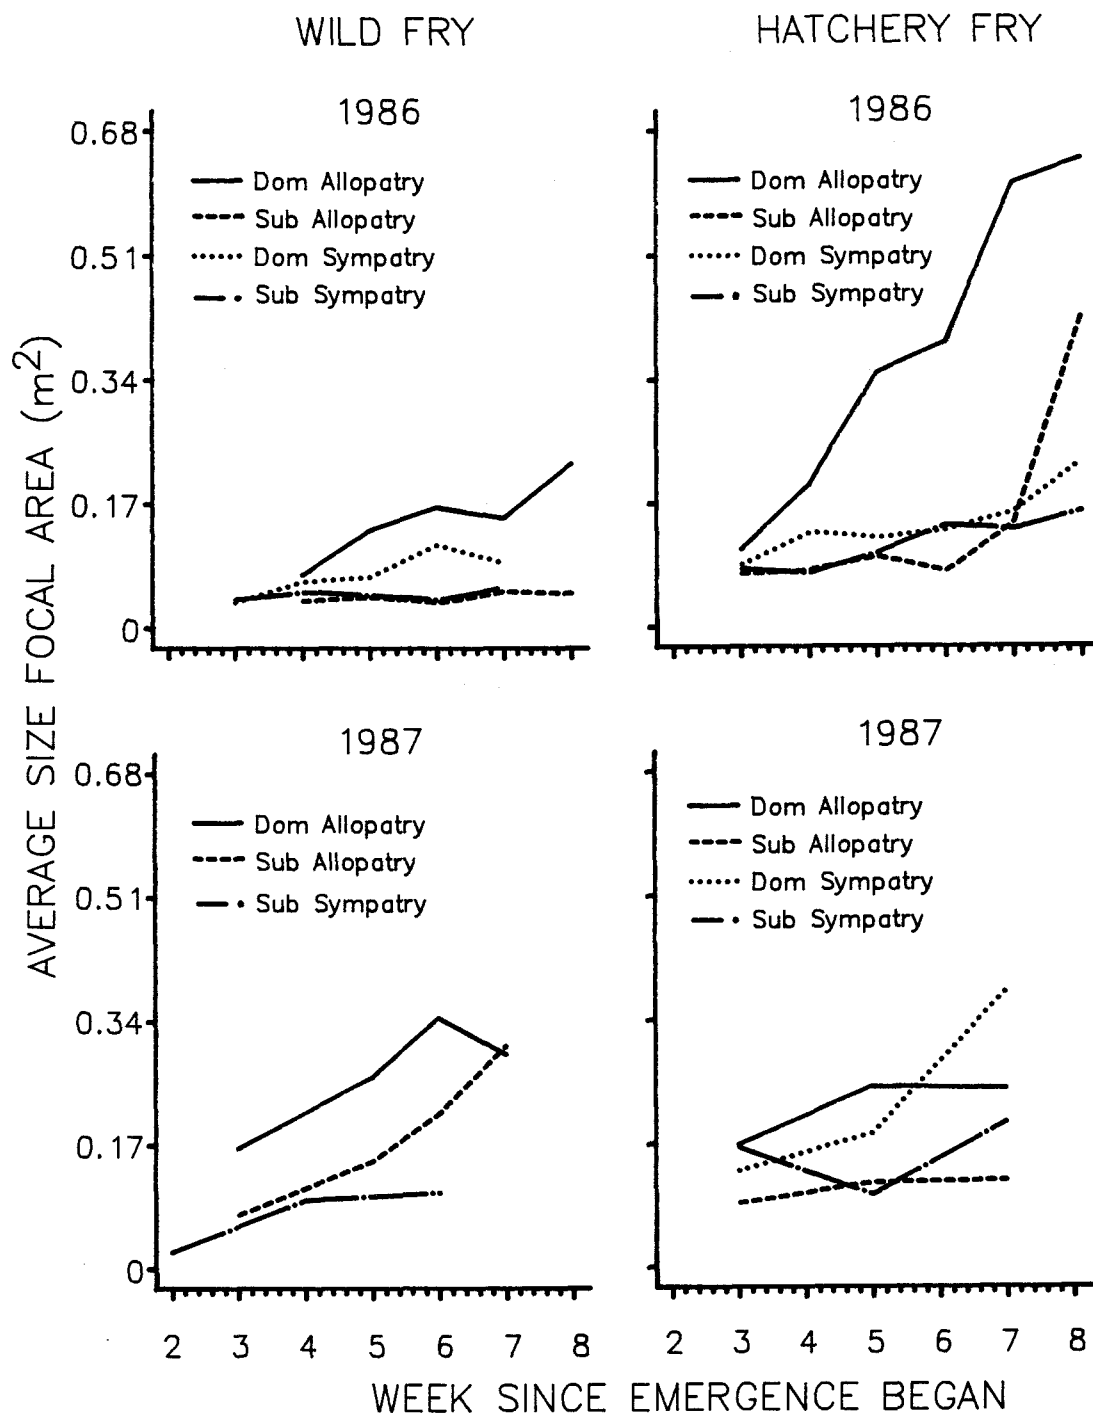 WILD FRY
HATCHERY FRY
1986
0.68
0.51
0.34
0.17
0
Dom Allopatry
Sub Allopatry
Dom Sympatry
Sub Sympatry
1986
Dom Allopatry
Sub Allopatry
Dom Sympatry
Sub Sympatry
AVERAGE SIZE FOCAL AREA (m²)
1987
0.68
0.51
0.34
0.17
0
Dom Allopatry
Sub Allopatry
Sub Sympatry
2 3 4 5 6 7 8
1987
Dom Allopatry
Sub Allopatry
Dom Sympatry
Sub Sympatry
2 3 4 5 6 7 8
WEEK SINCE EMERGENCE BEGAN